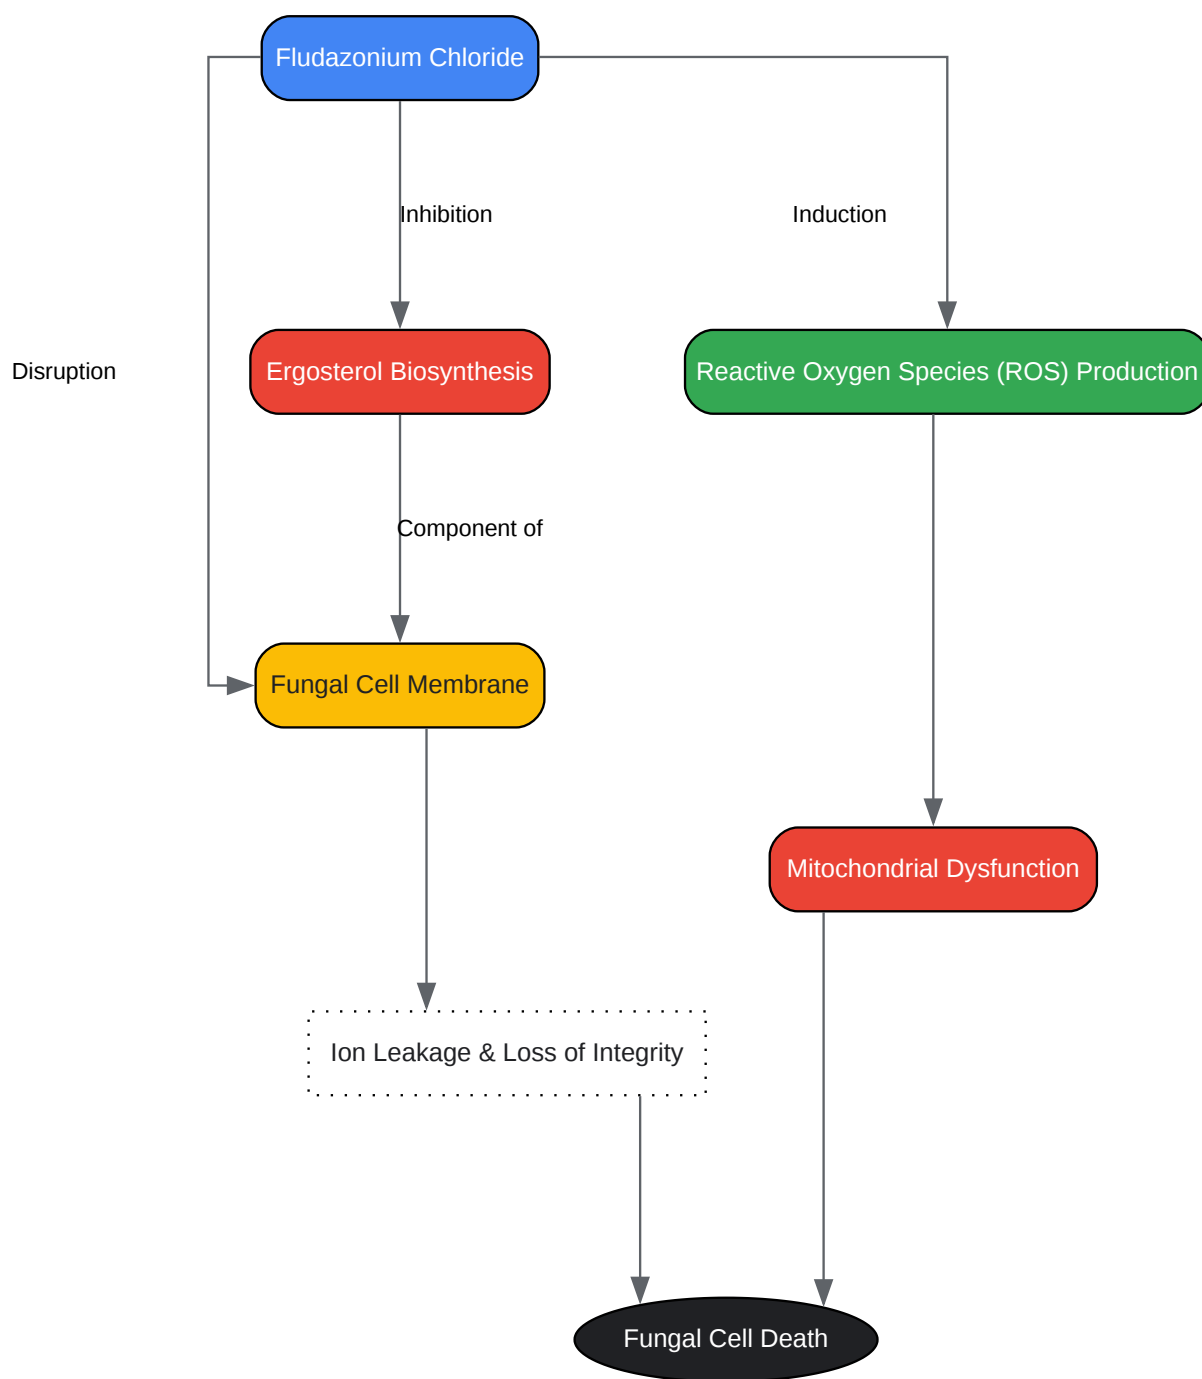 Fludazonium Chloride
Inhibition
Induction
Disruption
Ergosterol Biosynthesis
Reactive Oxygen Species (ROS) Production
Component of
Fungal Cell Membrane
Mitochondrial Dysfunction
Ion Leakage & Loss of Integrity
Fungal Cell Death